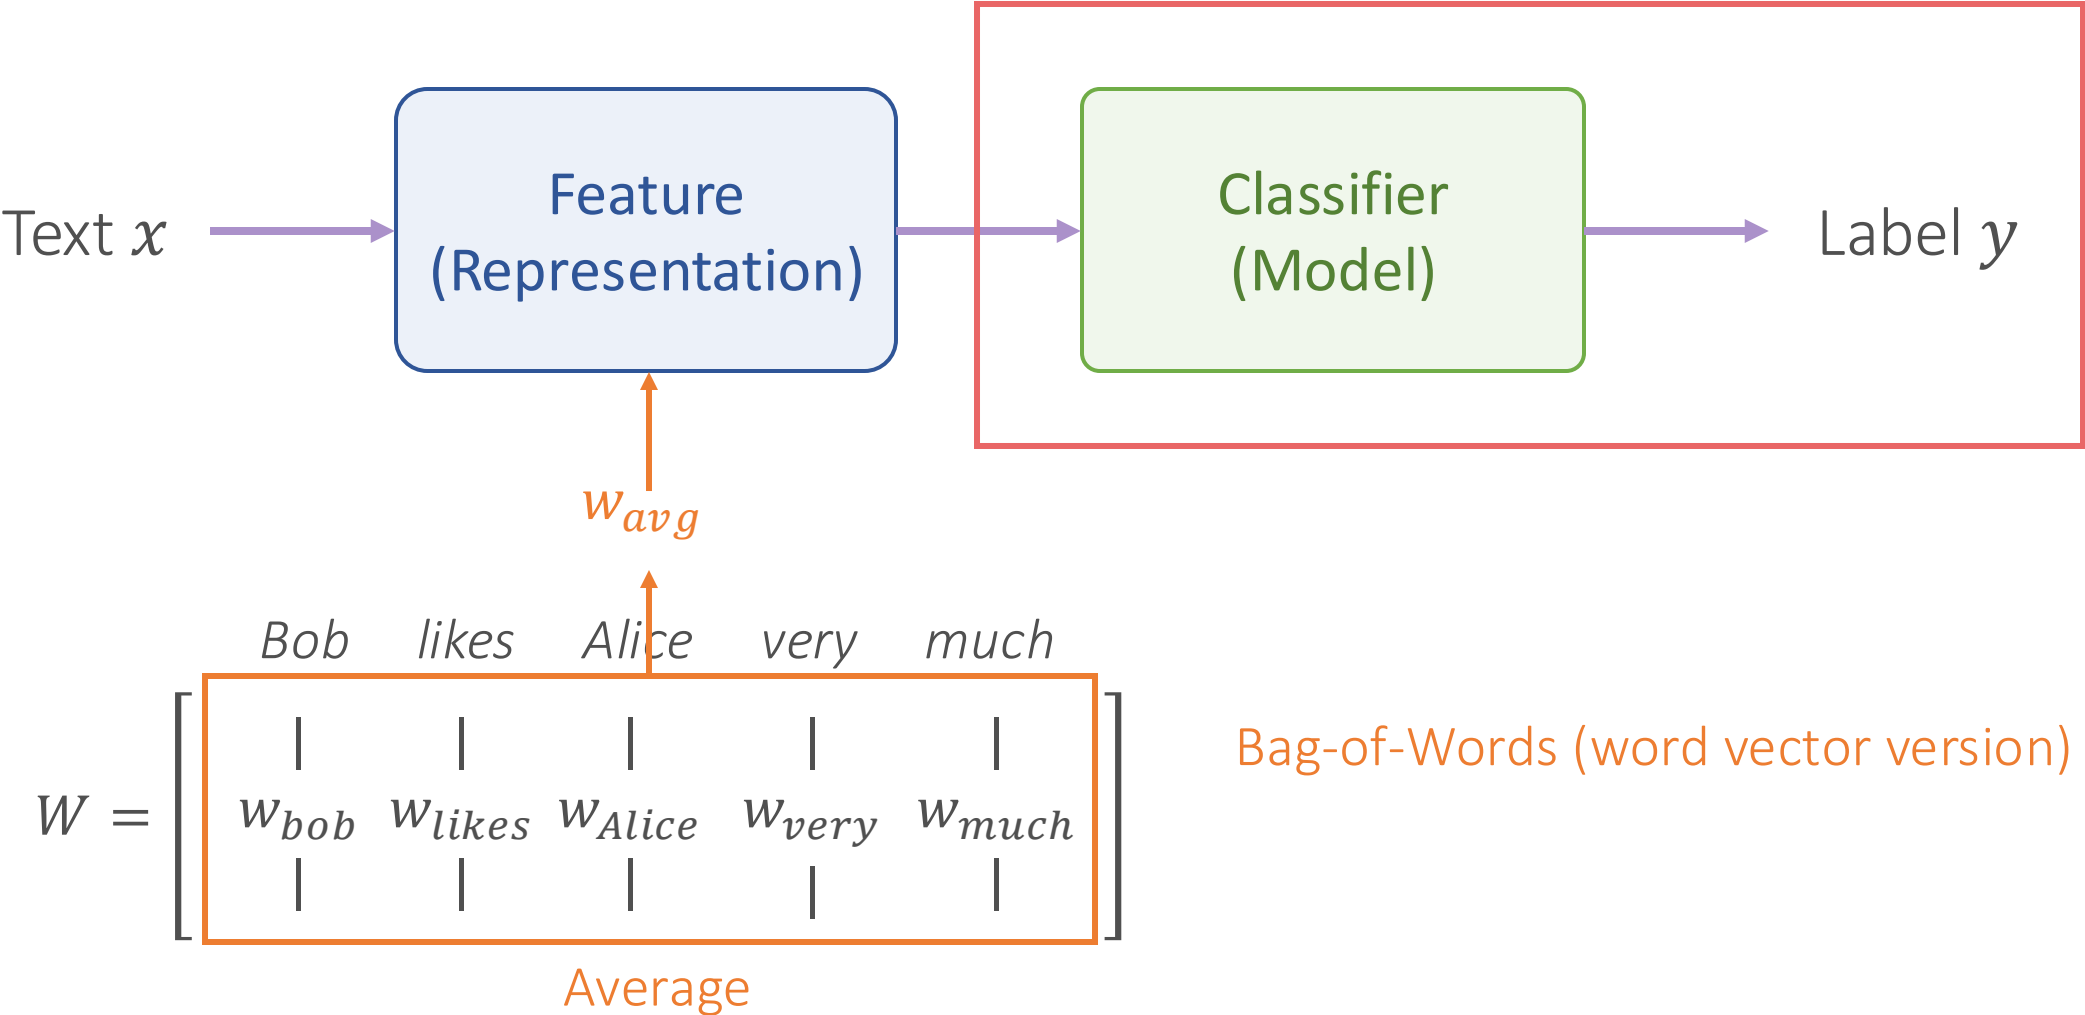 Text x
Feature
(Representation)
Classifier
(Model)
Label y
w_avg
Bob likes Alice very much
W = [ w_bob w_likes w_Alice w_very w_much ]
Bag-of-Words (word vector version)
Average